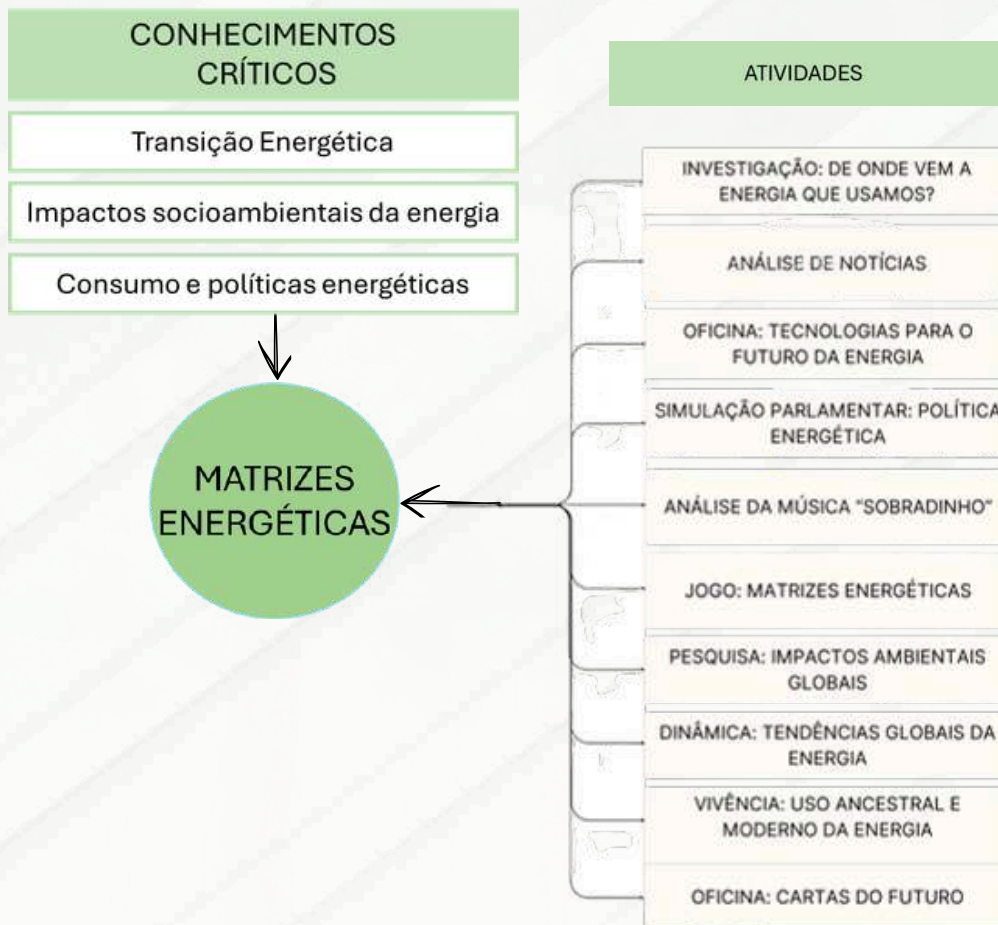 CONHECIMENTOS
CRÍTICOS
Transição Energética
Impactos socioambientais da energia
Consumo e políticas energéticas
MATRIZES
ENERGÉTICAS
ATIVIDADES
INVESTIGAÇÃO: DE ONDE VEM A
ENERGIA QUE USAMOS?
ANÁLISE DE NOTÍCIAS
OFICINA: TECNOLOGIAS PARA O
FUTURO DA ENERGIA
SIMULAÇÃO PARLAMENTAR: POLÍTICA
ENERGÉTICA
ANÁLISE DA MÚSICA "SOBRADINHO"
JOGO: MATRIZES ENERGÉTICAS
PESQUISA: IMPACTOS AMBIENTAIS
GLOBAIS
DINÂMICA: TENDÊNCIAS GLOBAIS DA
ENERGIA
VIVÊNCIA: USO ANCESTRAL E
MODERNO DA ENERGIA
OFICINA: CARTAS DO FUTURO